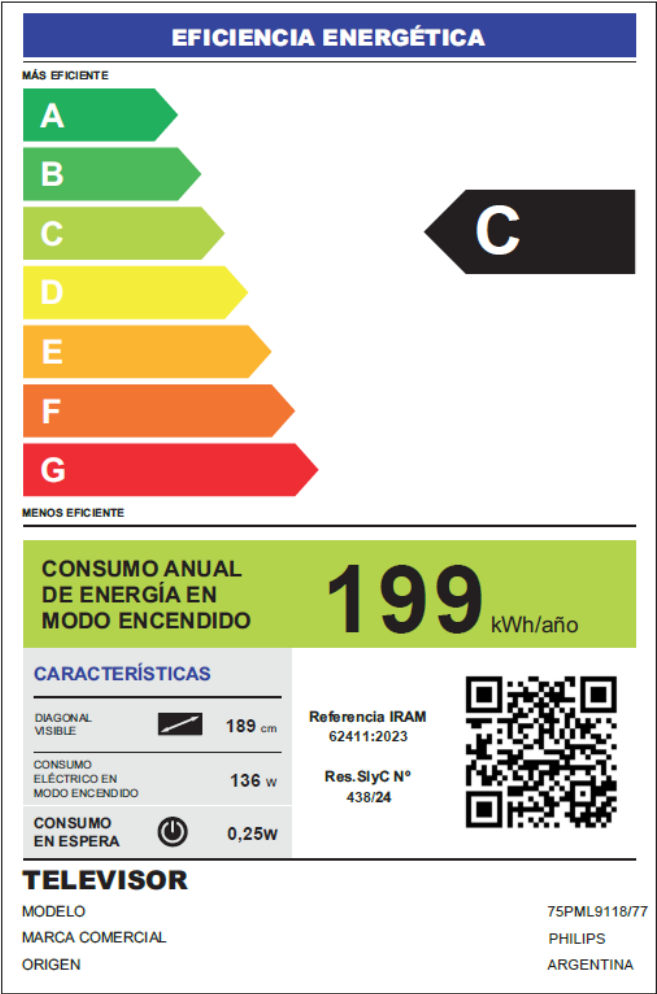 EFICIENCIA ENERGÉTICA
MÁS EFICIENTE
A
B
C
C
D
E
F
G
MENOS EFICIENTE
CONSUMO ANUAL
DE ENERGÍA EN
MODO ENCENDIDO
199 kWh/año
CARACTERÍSTICAS
DIAGONAL
VISIBLE
189 cm
CONSUMO
ELÉCTRICO EN
MODO ENCENDIDO
136 W
CONSUMO
EN ESPERA
0,25W
Referencia IRAM
62411:2023
Res.SIyC Nº
438/24
TELEVISOR
MODELO 75PML9118/77
MARCA COMERCIAL PHILIPS
ORIGEN ARGENTINA